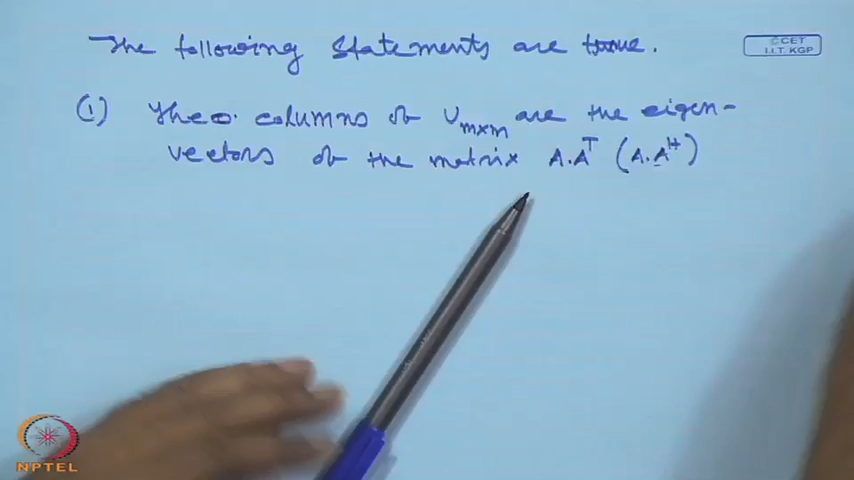 The following statements are true.
© CET
I.I.T. KGP
(1) The columns of U_{m×m} are the eigen-
vectors of the matrix A.A^T (A.A^H)
NPTEL